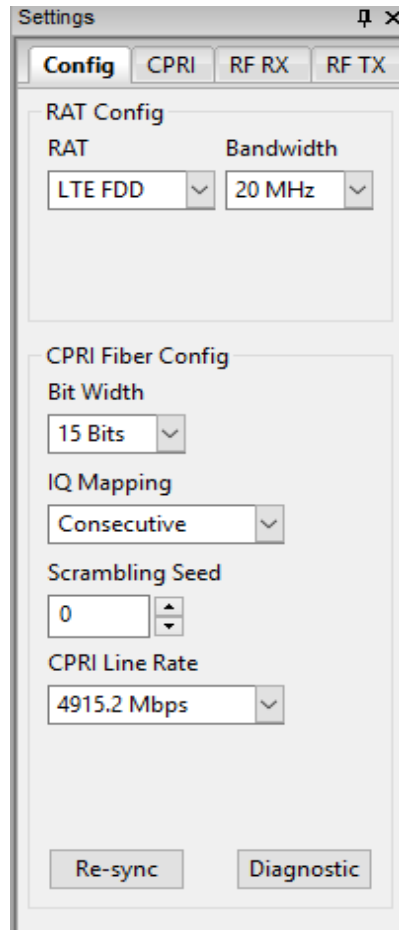 Settings
Config CPRI RF RX RF TX
RAT Config
RAT Bandwidth
LTE FDD 20 MHz
CPRI Fiber Config
Bit Width
15 Bits
IQ Mapping
Consecutive
Scrambling Seed
0
CPRI Line Rate
4915.2 Mbps
Re-sync Diagnostic